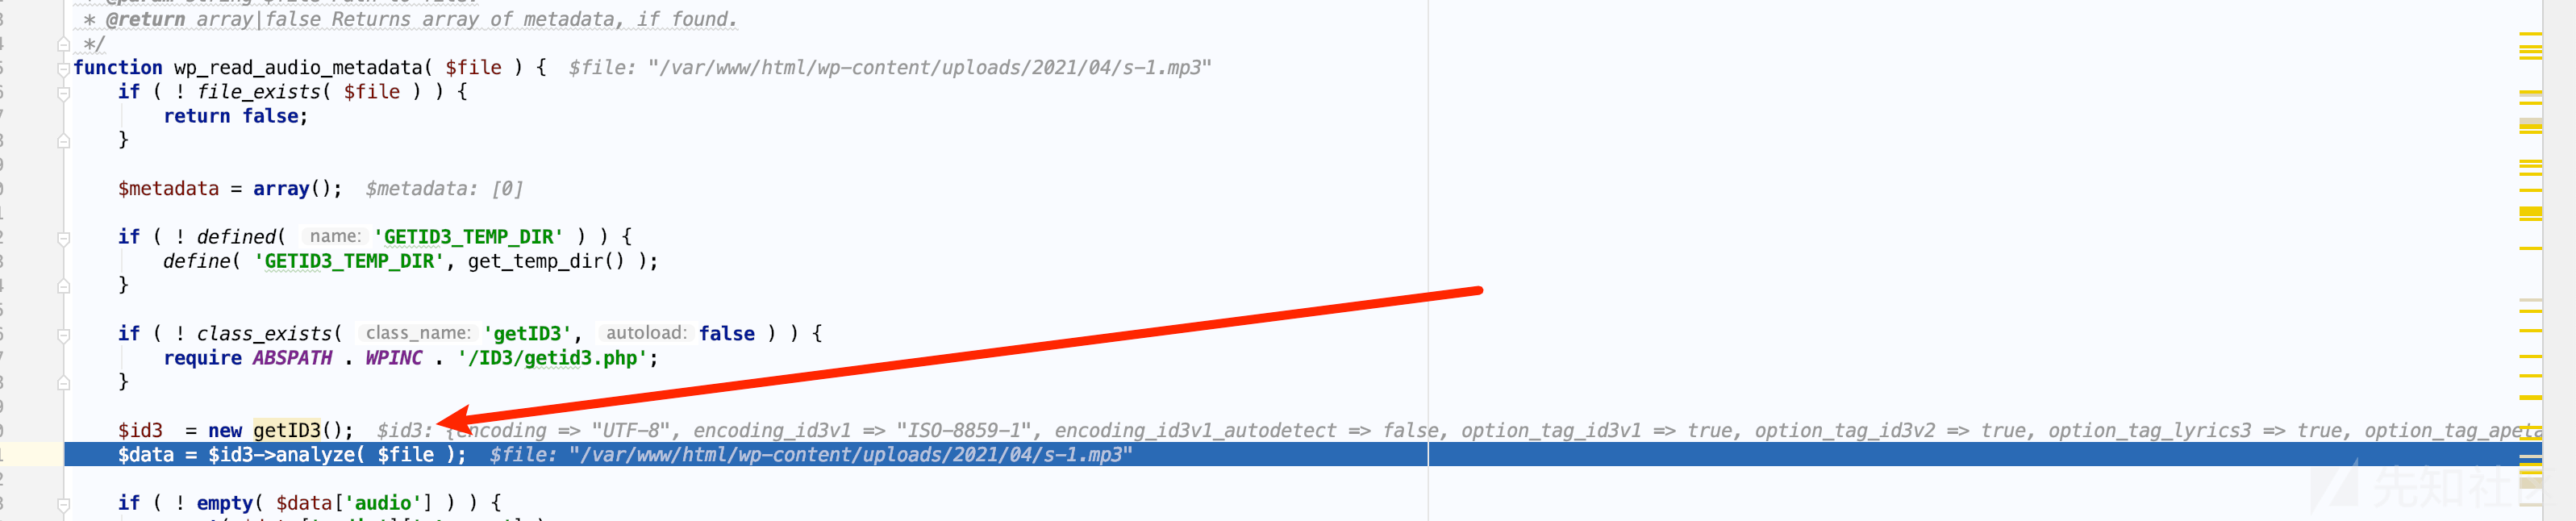 * @return array|false Returns array of metadata, if found.
*/
function wp_read_audio_metadata( $file ) {  $file: "/var/www/html/wp-content/uploads/2021/04/s-1.mp3"
if ( ! file_exists( $file ) ) {
return false;
}
$metadata = array();  $metadata: [0]
if ( ! defined( name: 'GETID3_TEMP_DIR' ) ) {
define( 'GETID3_TEMP_DIR', get_temp_dir() );
}
if ( ! class_exists( class_name: 'getID3', autoload: false ) ) {
require ABSPATH . WPINC . '/ID3/getid3.php';
}
$id3  = new getID3();  $id3: {encoding => "UTF-8", encoding_id3v1 => "ISO-8859-1", encoding_id3v1_autodetect => false, option_tag_id3v1 => true, option_tag_id3v2 => true, option_tag_lyrics3 => true,
$data = $id3->analyze( $file );  $file: "/var/www/html/wp-content/uploads/2021/04/s-1.mp3"
if ( ! empty( $data['audio'] ) ) {
先知社区